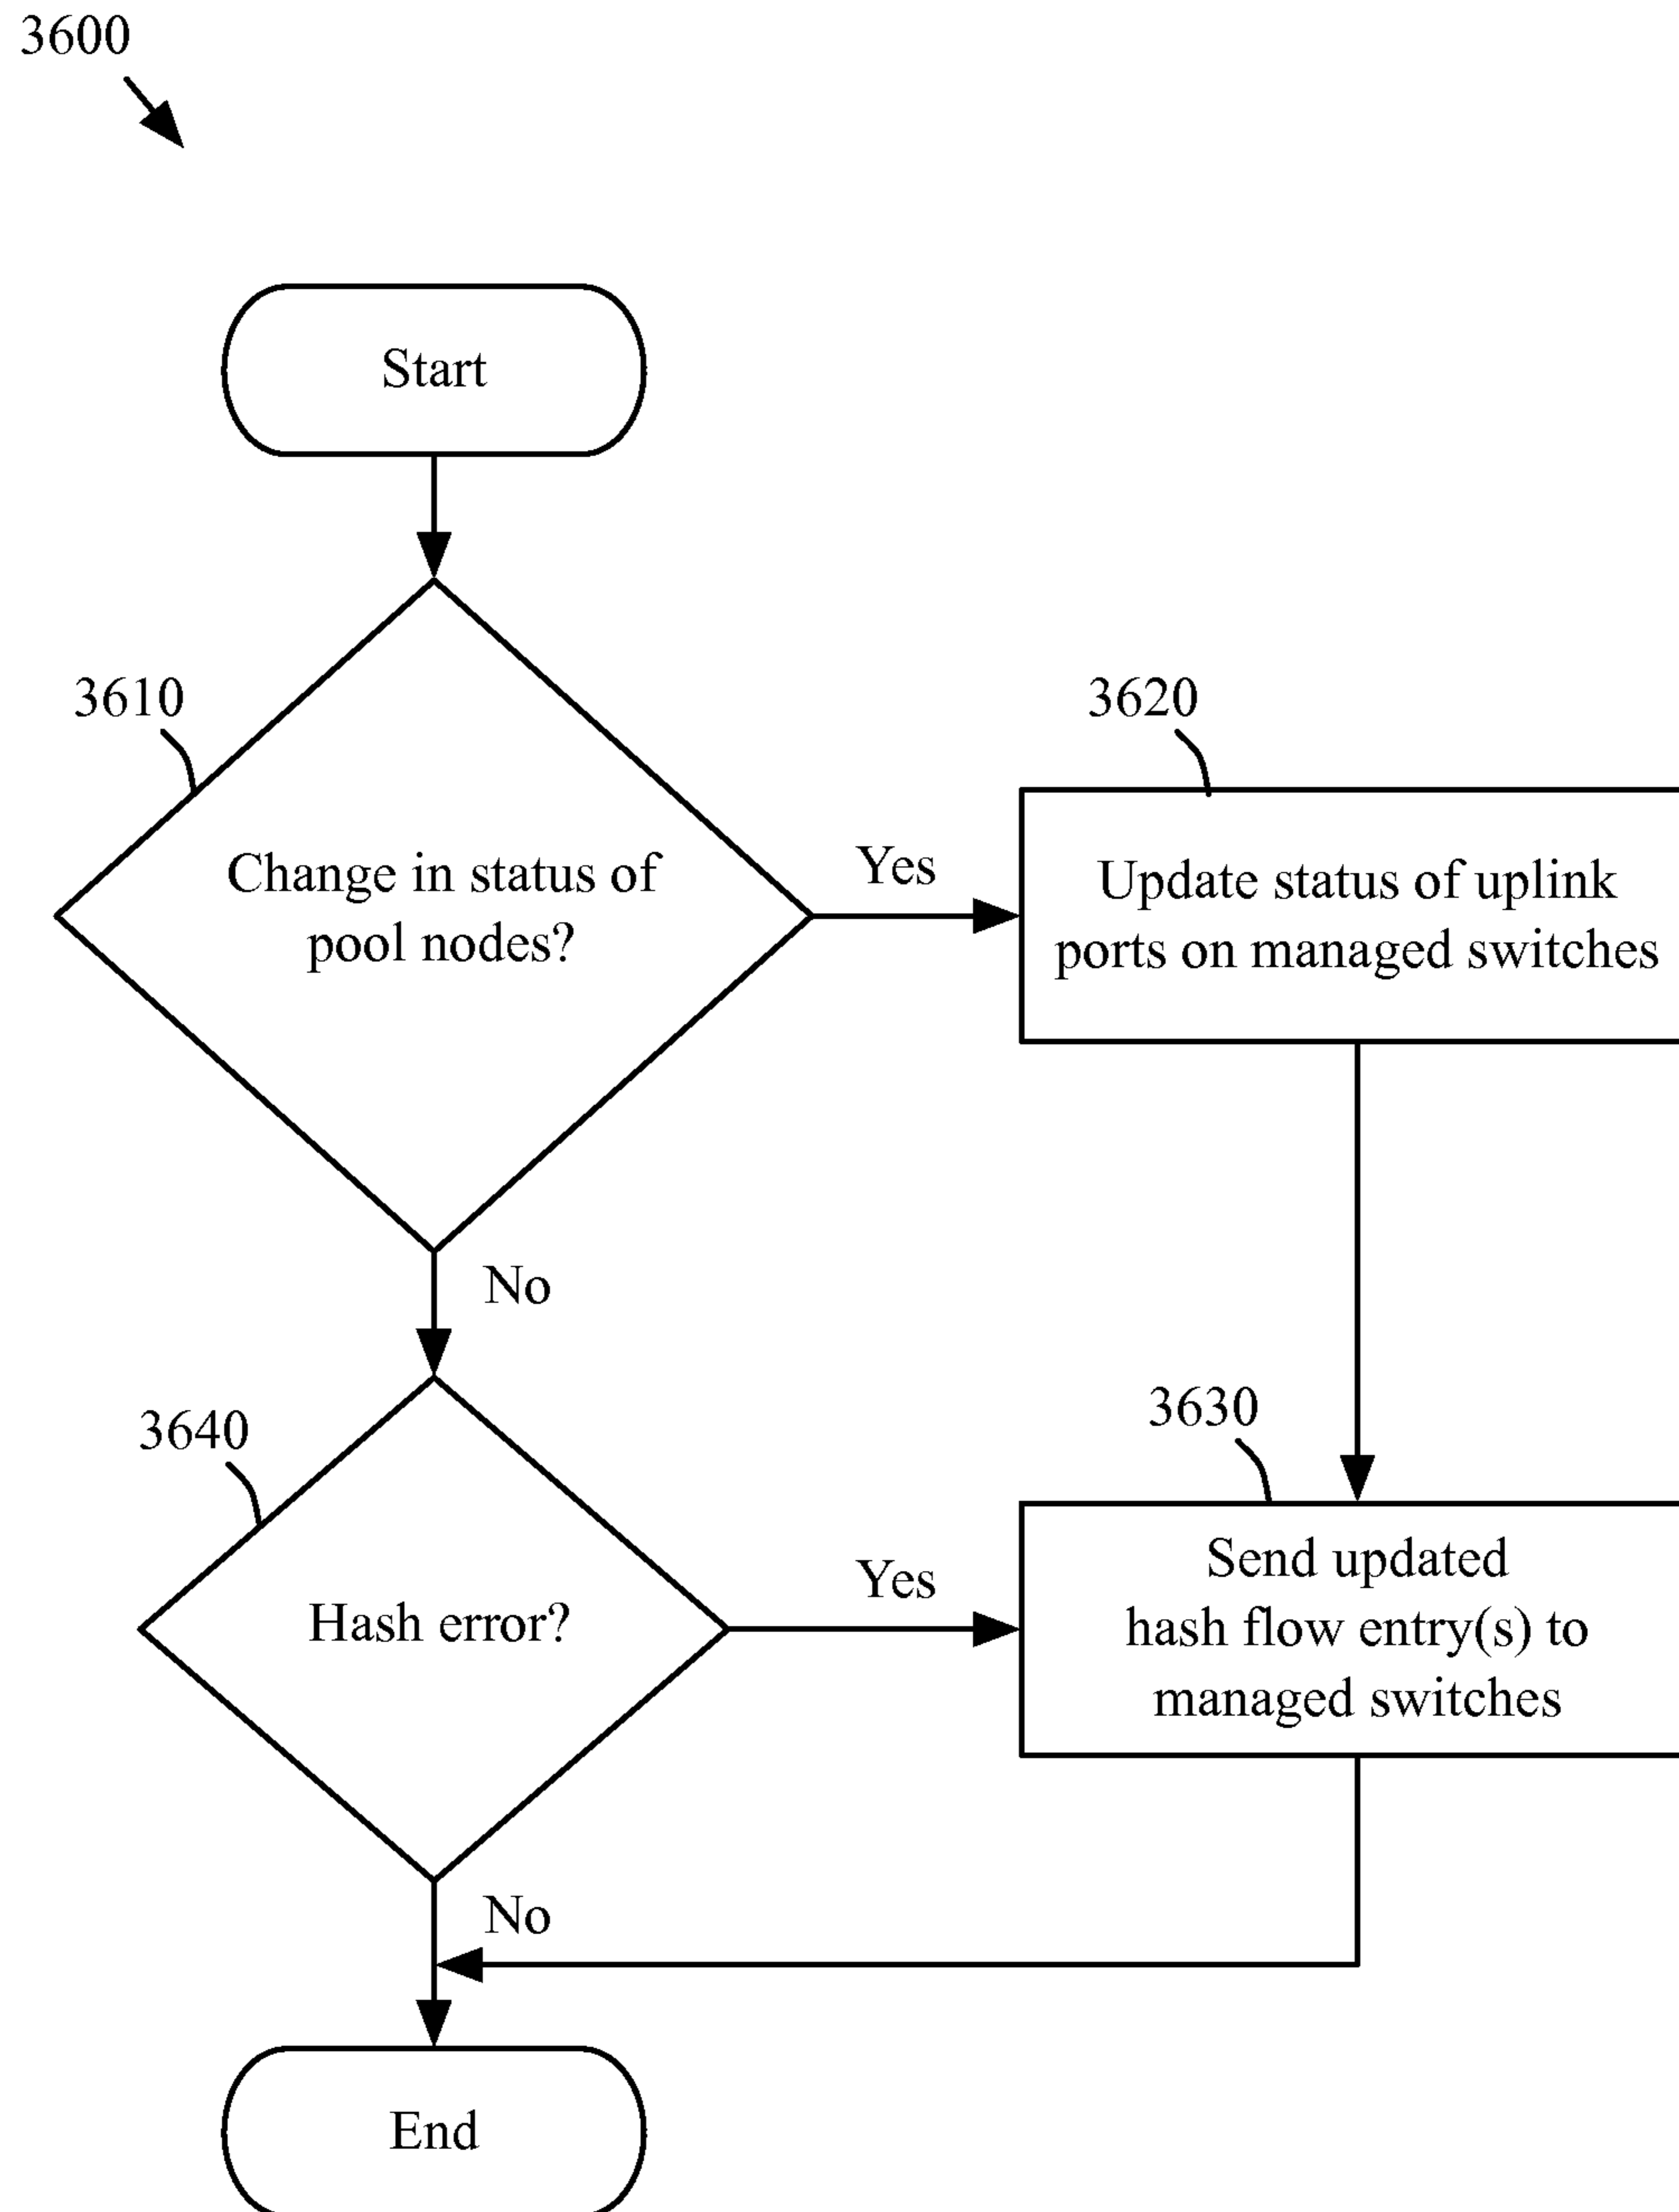 3600
Start
3610
Change in status of
pool nodes?
Yes
3620
Update status of uplink
ports on managed switches
No
3640
Hash error?
Yes
3630
Send updated
hash flow entry(s) to
managed switches
No
End